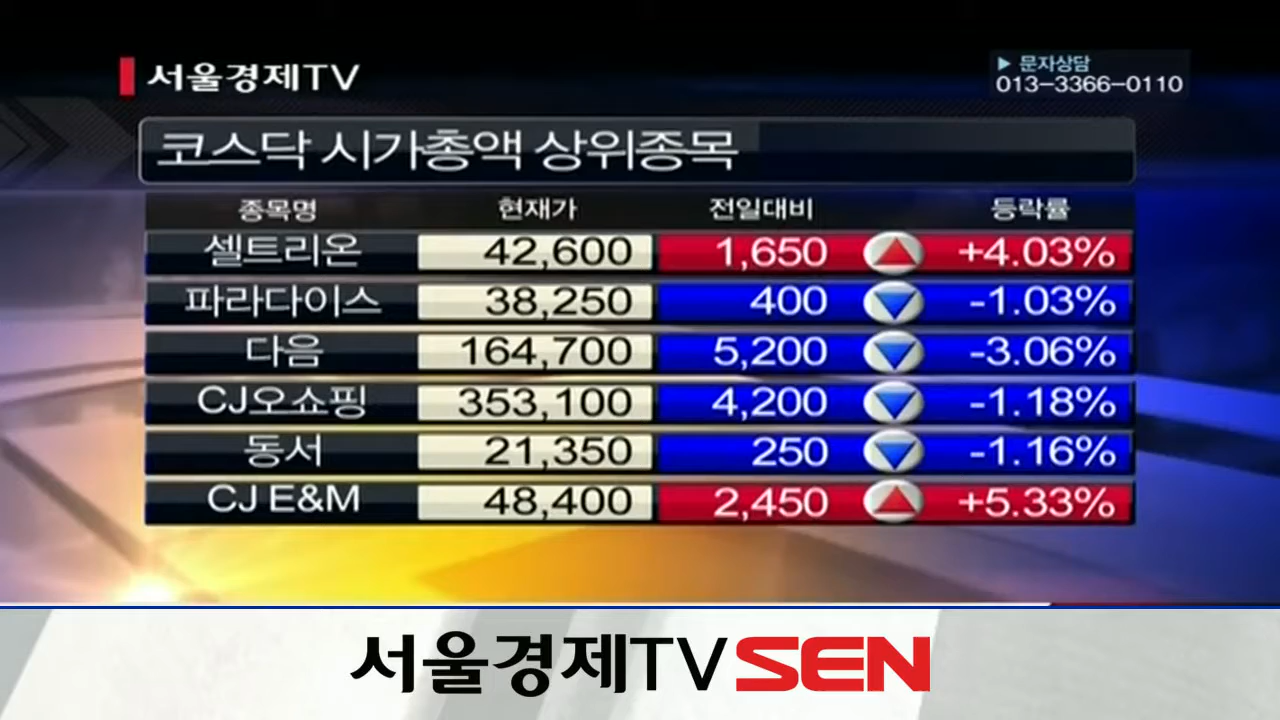 서울경제TV
▶ 문자상담
013-3366-0110
코스닥 시가총액 상위종목
종목명 현재가 전일대비 등락률
셀트리온 42,600 1,650 ▲ +4.03%
파라다이스 38,250 400 ▼ -1.03%
다음 164,700 5,200 ▼ -3.06%
CJ오쇼핑 353,100 4,200 ▼ -1.18%
동서 21,350 250 ▼ -1.16%
CJ E&M 48,400 2,450 ▲ +5.33%
서울경제TV SEN